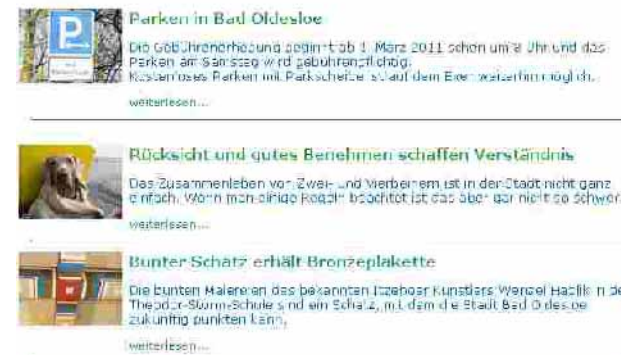 Parken in Bad Oldesloe
Die Gebührenerhebung beginnt ab 1. März 2011 schon um 8 Uhr und das
Parken am Samstag wird gebührenpflichtig.
Kostenloses Parken mit Parkscheibe ist auf dem Exer weiterhin möglich.
weiterlesen...
Rücksicht und gutes Benehmen schaffen Verständnis
Das Zusammenleben von Zwei- und Vierbeinern ist in der Stadt nicht ganz
einfach. Wenn man einige Regeln beachtet ist das aber gar nicht so schwer.
weiterlesen...
Bunter Schatz erhält Bronzeplakette
Die bunten Malereien des bekannten Itzehoer Künstlers Wenzel Hablik in de
Theodor-Storm-Schule sind ein Schatz, mit dem die Stadt Bad Oldesloe
zukünftig punkten kann.
weiterlesen...